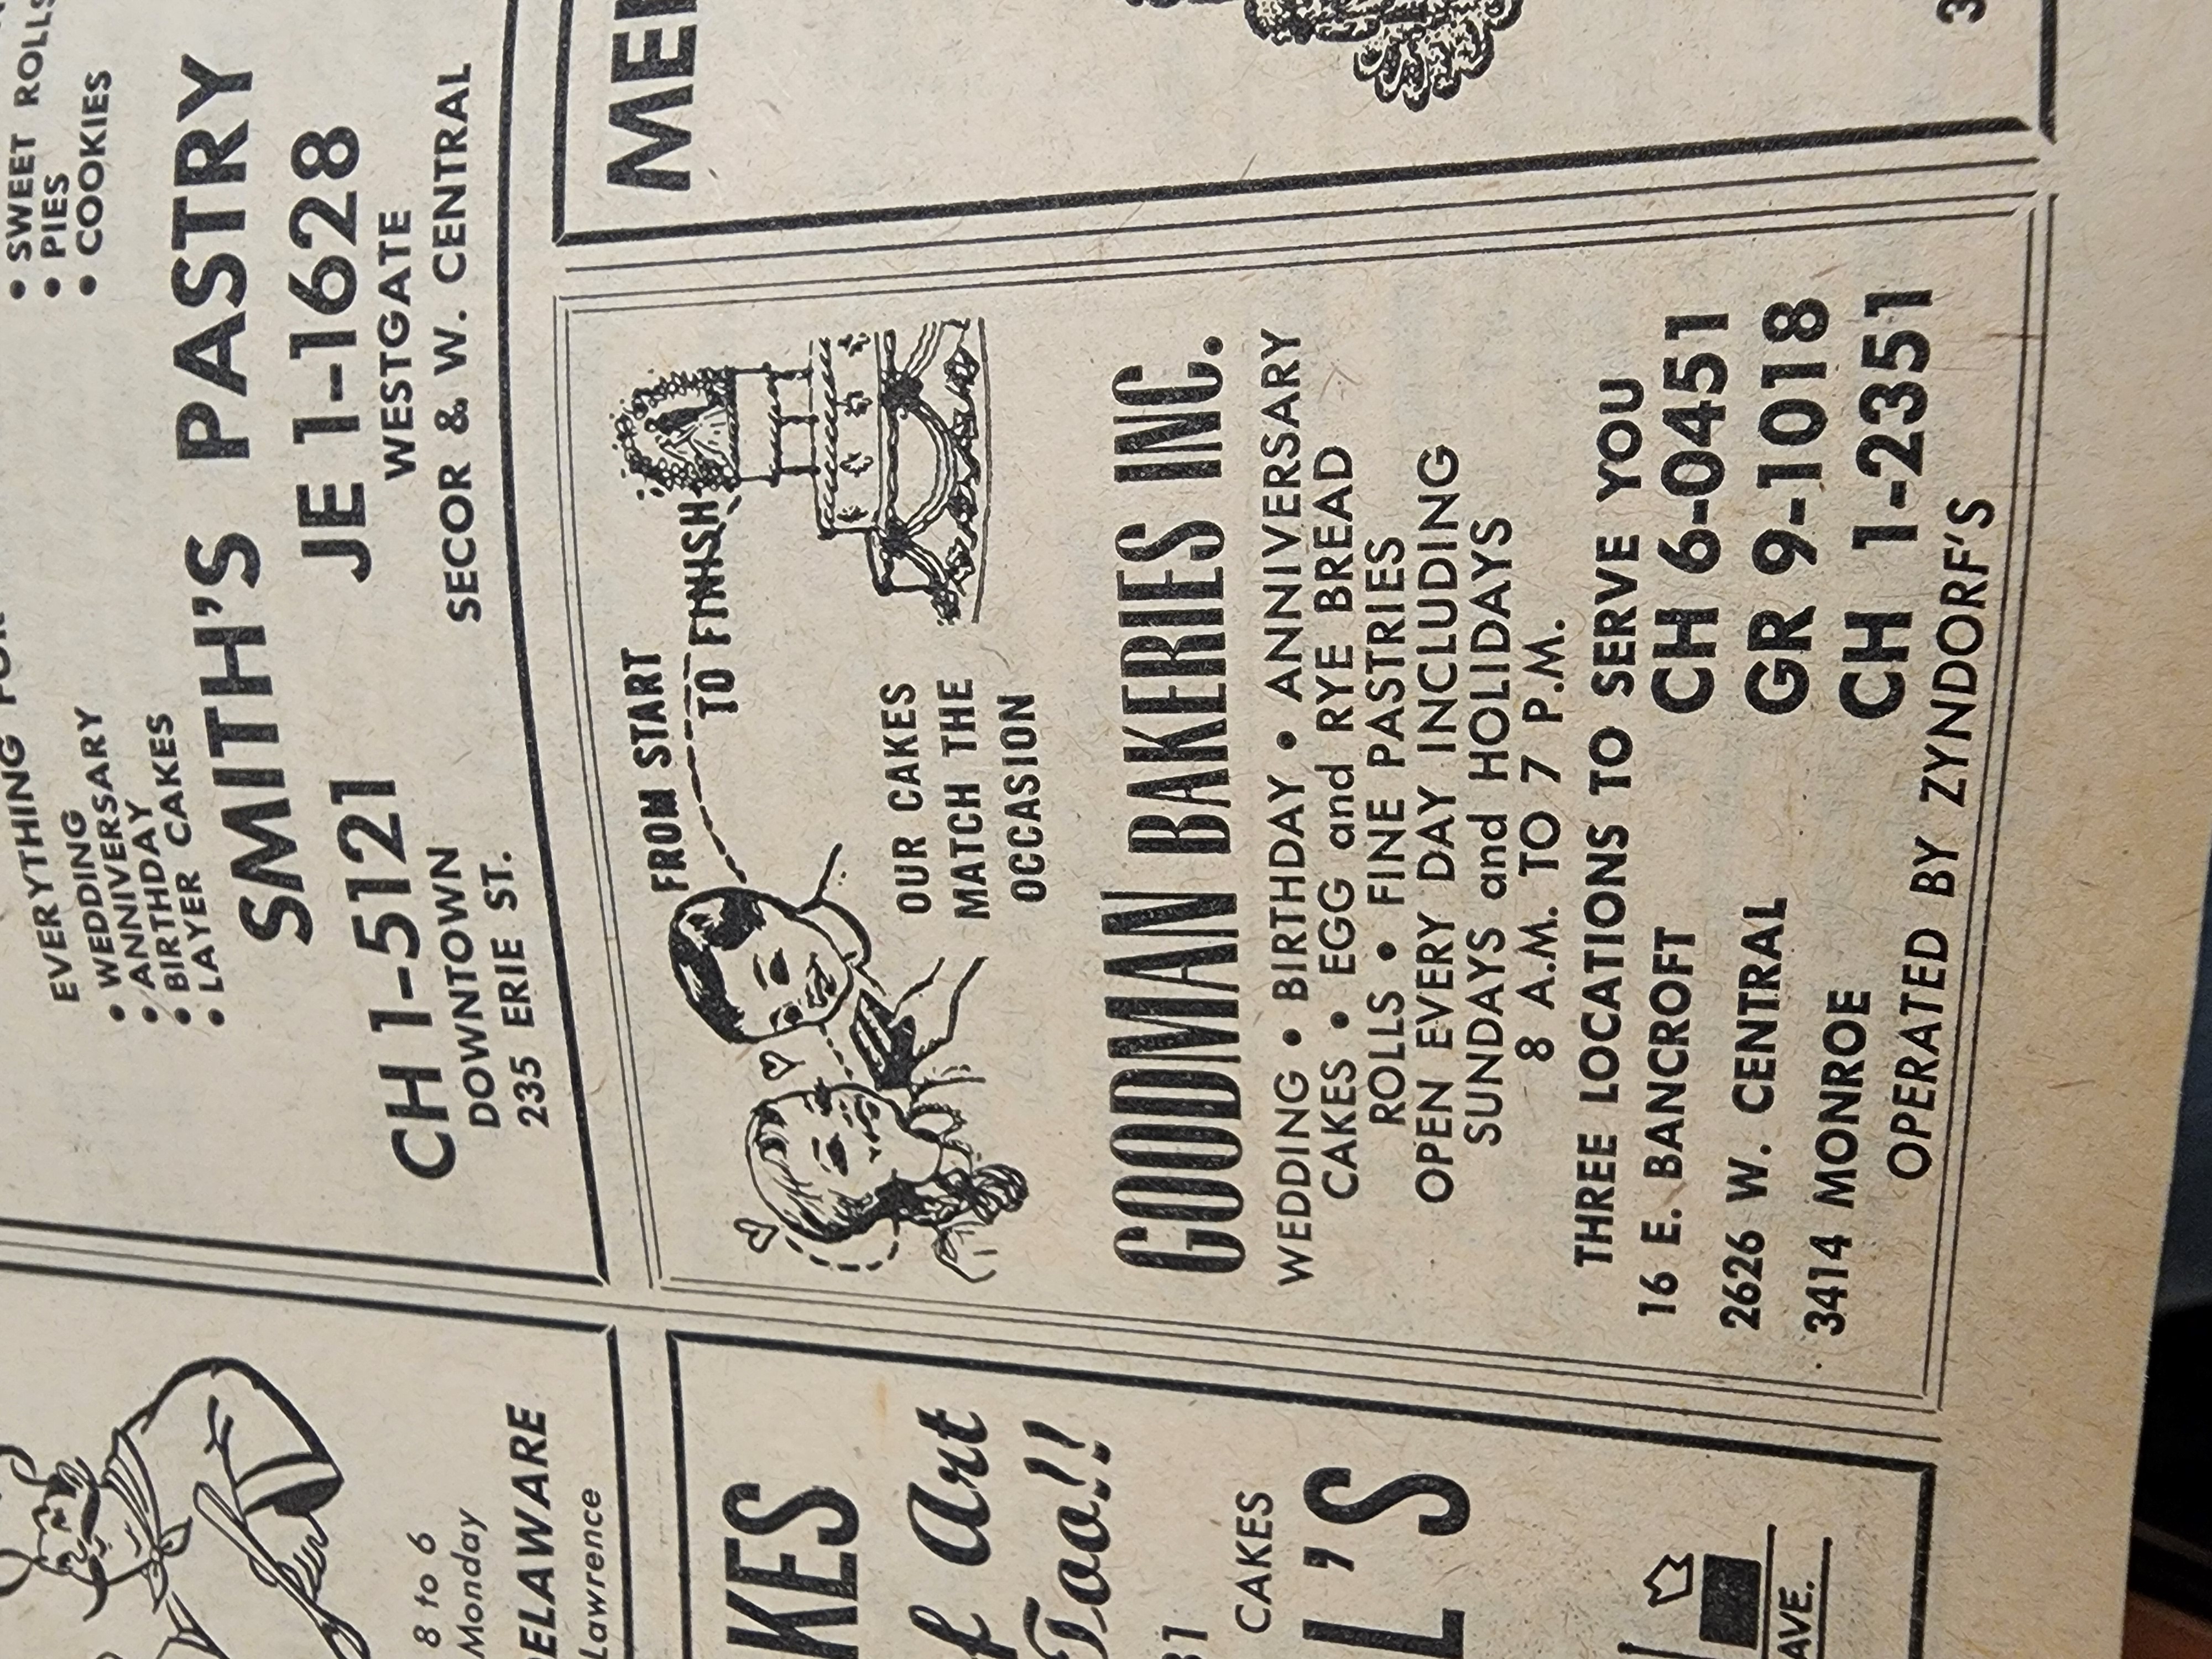 EVERYTHING
• WEDDING
• ANNIVERSARY
• BIRTHDAY
• LAYER CAKES
• SWEET ROLLS
• PIES
• COOKIES
SMITH'S PASTRY
CH 1-5121
DOWNTOWN
235 ERIE ST.
JE 1-1628
WESTGATE
SECOR & W. CENTRAL
8 to 6
Monday
Lawrence
f Art
Too!!
CAKES
L'S
AVE.
FROM START
TO FINISH
OUR CAKES
MATCH THE
OCCASION
GOODMAN BAKERIES INC.
WEDDING • BIRTHDAY • ANNIVERSARY
CAKES • EGG and RYE BREAD
ROLLS • FINE PASTRIES
OPEN EVERY DAY INCLUDING
SUNDAYS and HOLIDAYS
8 A.M. TO 7 P.M.
THREE LOCATIONS TO SERVE YOU
16 E. BANCROFT CH 6-0451
2626 W. CENTRAL GR 9-1018
3414 MONROE CH 1-2351
OPERATED BY ZYNDORF'S